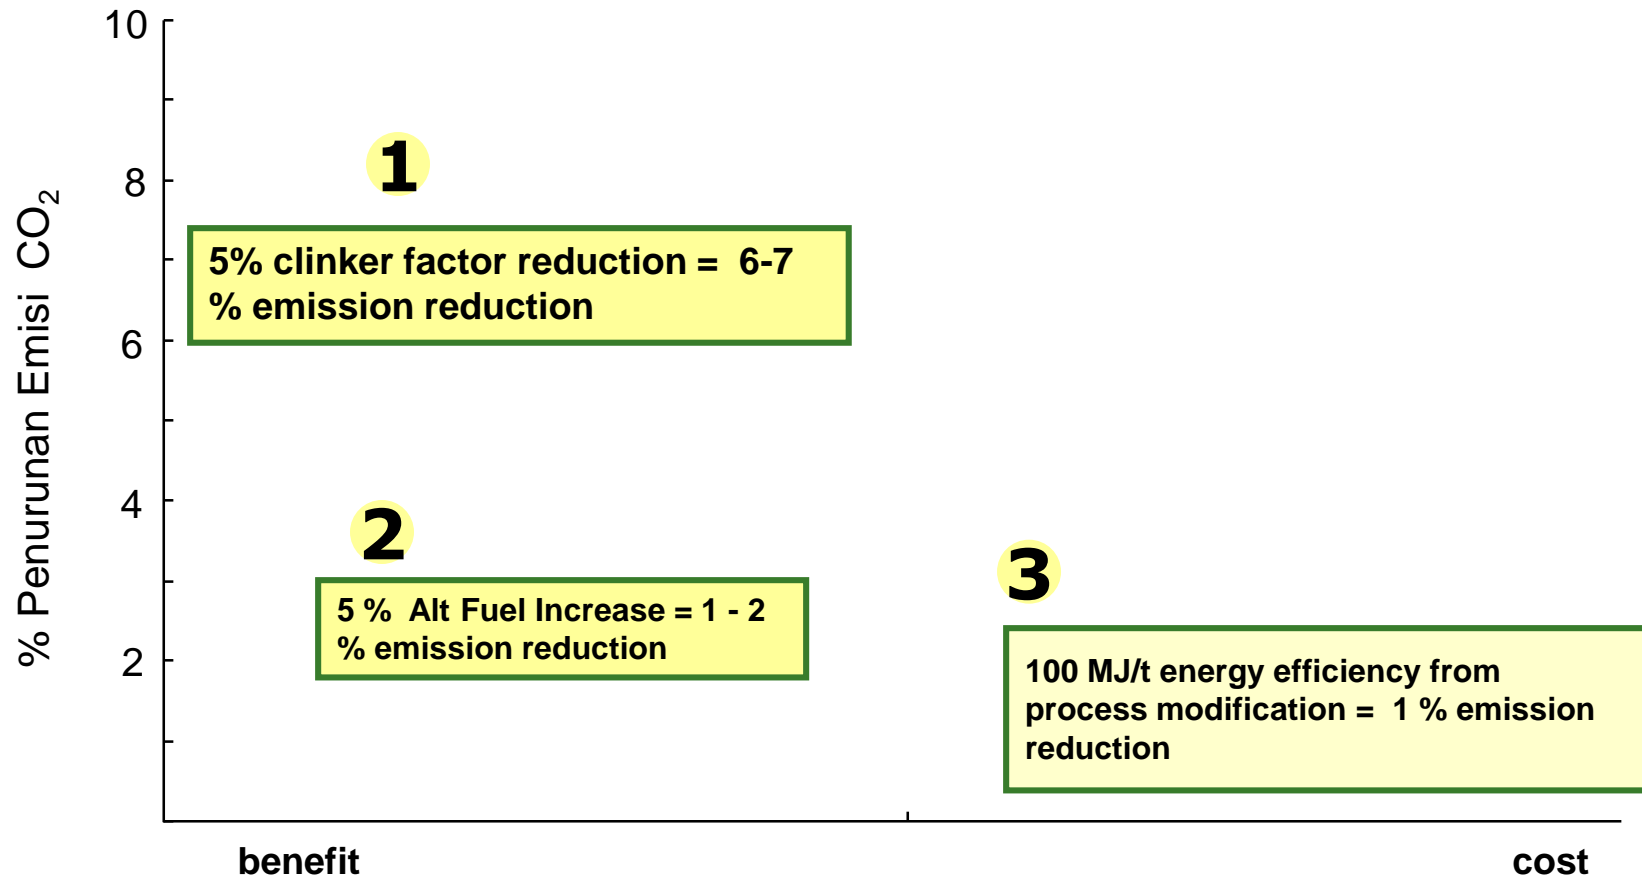 % Penurunan Emisi CO₂
10
8
6
4
2
1
5% clinker factor reduction = 6-7
% emission reduction
2
5 % Alt Fuel Increase = 1 - 2
% emission reduction
3
100 MJ/t energy efficiency from
process modification = 1 % emission
reduction
benefit
cost